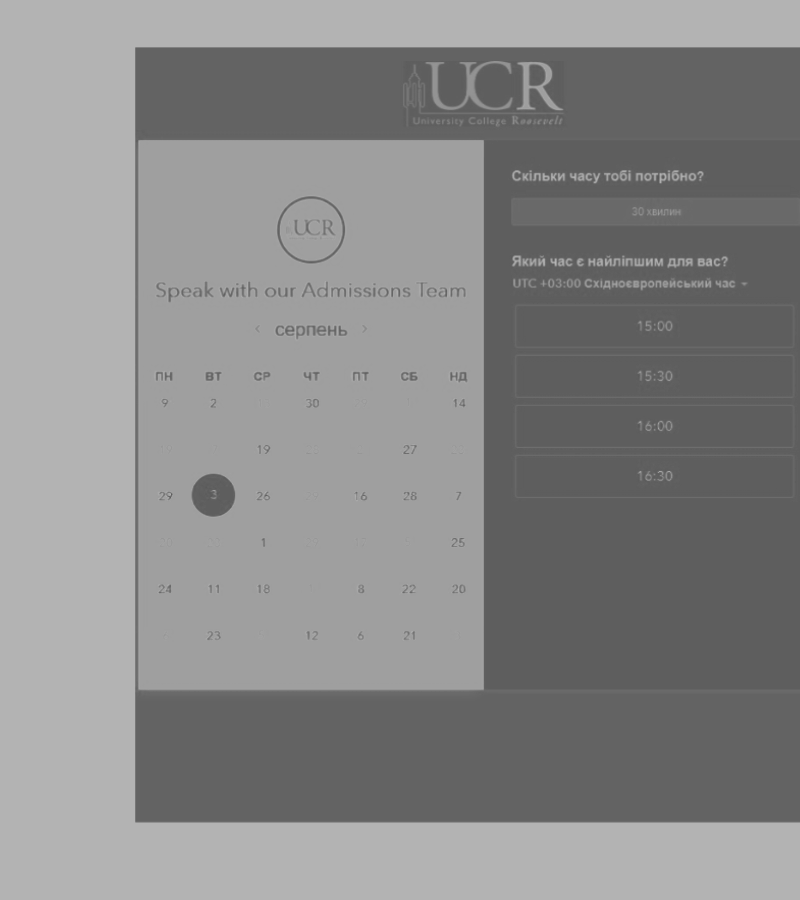 UCR
University College Roosevelt
UCR
Speak with our Admissions Team
‹ серпень ›
ПН ВТ СР ЧТ ПТ СБ НД
9 2 30 14
19 27
29 3 26 16 28 7
1 25
24 11 18 8 22 20
23 12 6 21
Скільки часу тобі потрібно?
30 хвилин
Який час є найліпшим для вас?
UTC +03:00 Східноєвропейський час
15:00
15:30
16:00
16:30